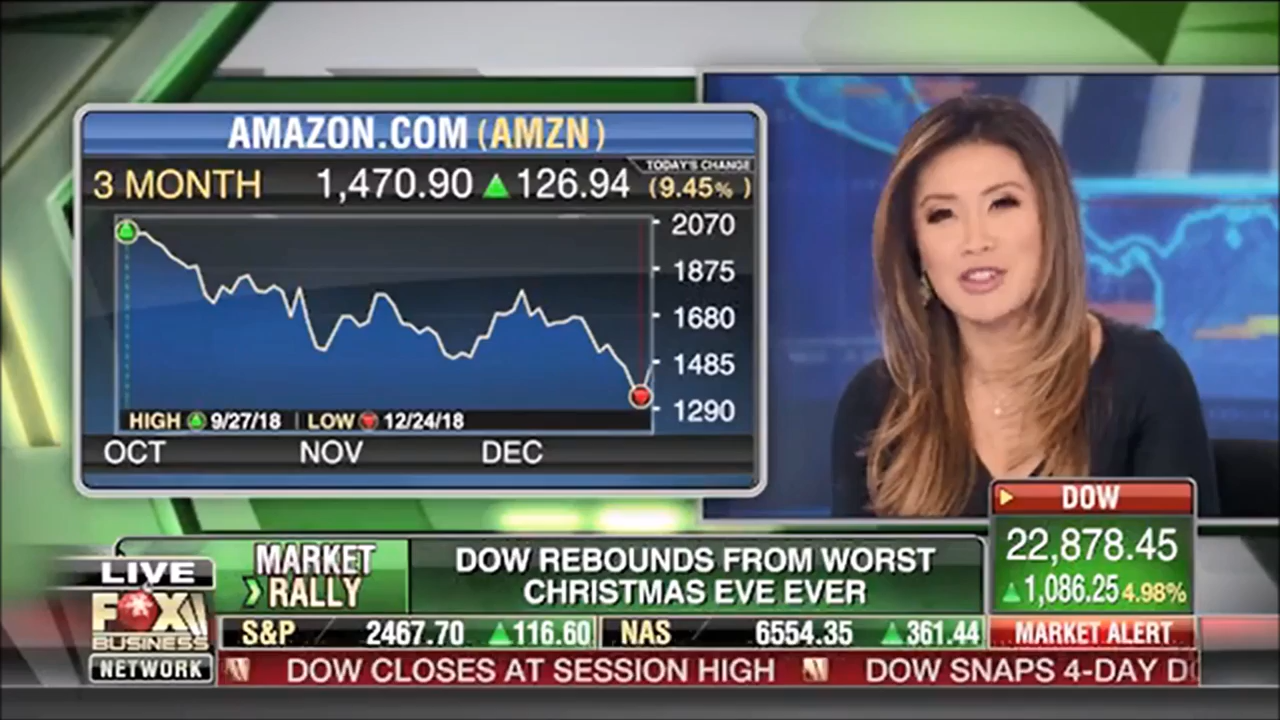 AMAZON.COM (AMZN)
TODAY'S CHANGE
3 MONTH 1,470.90 126.94 (9.45%)
2070
1875
1680
1485
1290
HIGH 9/27/18 | LOW 12/24/18
OCT NOV DEC
DOW
22,878.45
1,086.25 4.98%
MARKET ALERT
LIVE
FOX
BUSINESS
NETWORK
MARKET
RALLY
DOW REBOUNDS FROM WORST
CHRISTMAS EVE EVER
S&P 2467.70 116.60 NAS 6554.35 361.44
DOW CLOSES AT SESSION HIGH DOW SNAPS 4-DAY